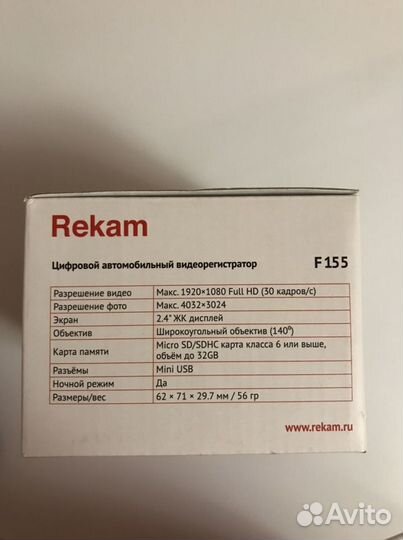 Rekam
Цифровой автомобильный видеорегистратор F155
Разрешение видео Макс. 1920×1080 Full HD (30 кадров/с)
Разрешение фото Макс. 4032×3024
Экран 2.4" ЖК дисплей
Объектив Широкоугольный объектив (140⁰)
Карта памяти Micro SD/SDHC карта класса 6 или выше,
объём до 32GB
Разъёмы Mini USB
Ночной режим Да
Размеры/вес 62 × 71 × 29.7 мм / 56 гр
www.rekam.ru
Avito